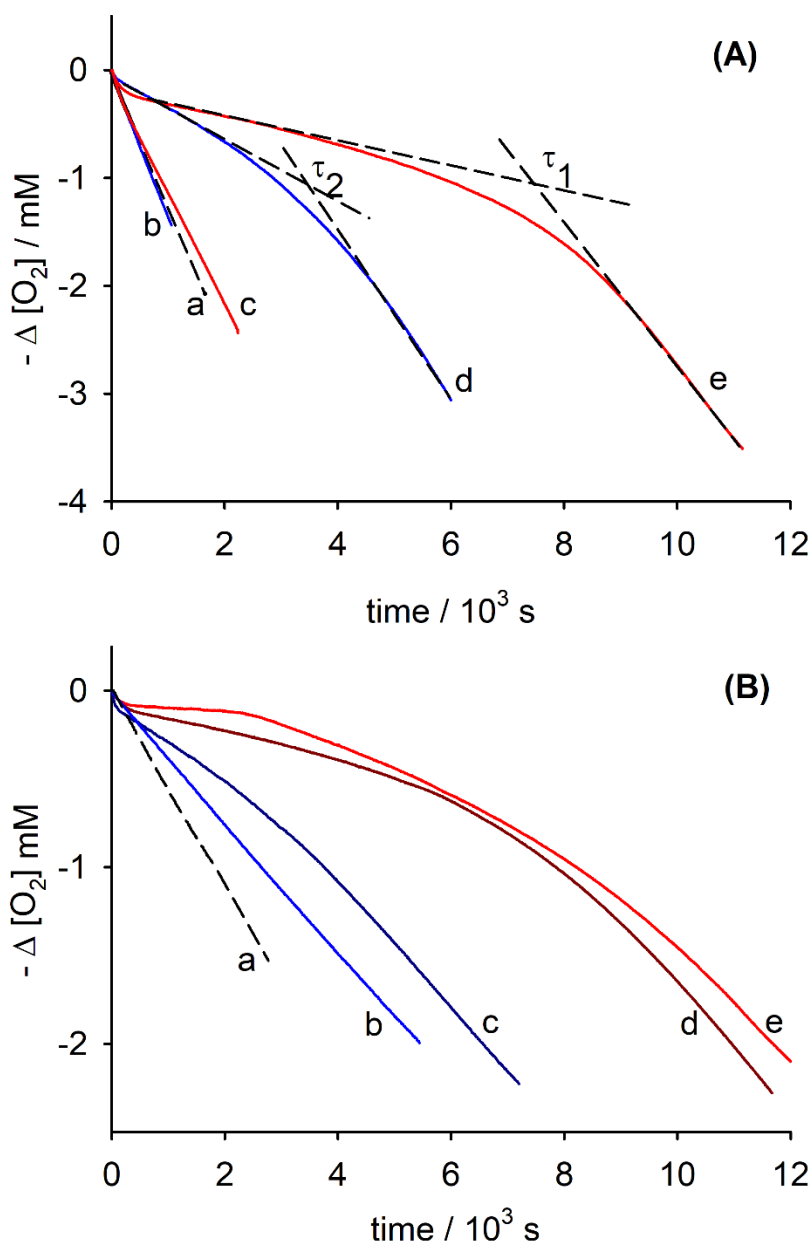 (A)
0
-1
-2
-3
-4
- Δ [O2] / mM
τ2
τ1
b
a
c
d
e
0 2 4 6 8 10 12
time / 10³ s
(B)
0
-1
-2
- Δ [O2] mM
a
b
c
d
e
0 2 4 6 8 10 12
time / 10³ s